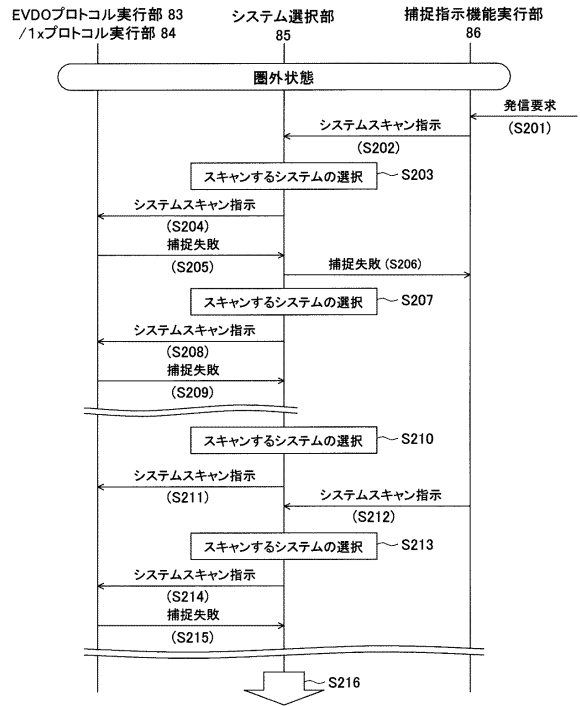 EVDOプロトコル実行部 83
/1xプロトコル実行部 84
システム選択部
85
捕捉指示機能実行部
86
圏外状態
発信要求
(S201)
システムスキャン指示
(S202)
スキャンするシステムの選択
S203
システムスキャン指示
(S204)
捕捉失敗
(S205)
捕捉失敗 (S206)
スキャンするシステムの選択
S207
システムスキャン指示
(S208)
捕捉失敗
(S209)
スキャンするシステムの選択
S210
システムスキャン指示
(S211)
システムスキャン指示
(S212)
スキャンするシステムの選択
S213
システムスキャン指示
(S214)
捕捉失敗
(S215)
S216